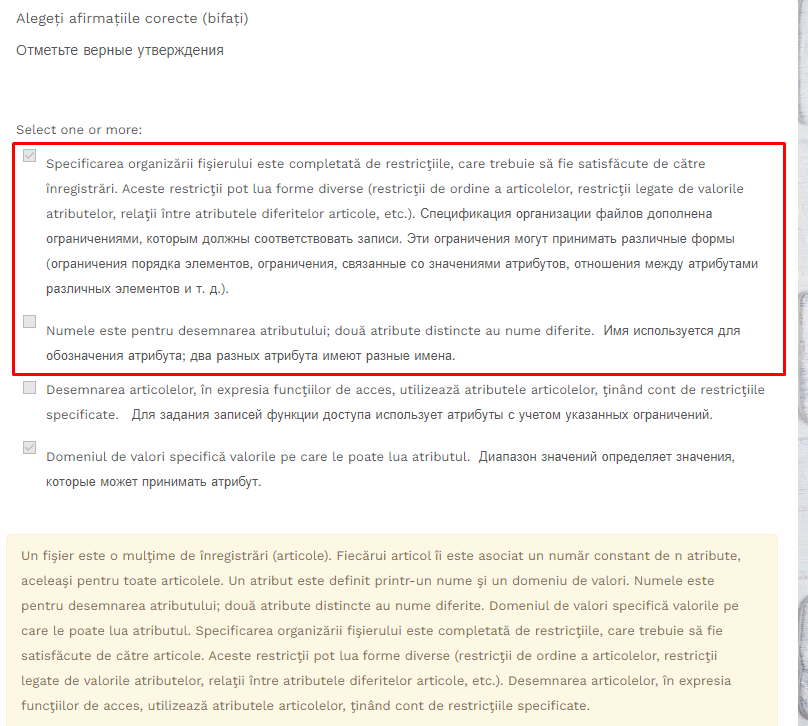 Alegeți afirmațiile corecte (bifați)
Отметьте верные утверждения
Select one or more:
Specificarea organizării fişierului este completată de restricţiile, care trebuie să fie satisfăcute de către
înregistrări. Aceste restricţii pot lua forme diverse (restricţii de ordine a articolelor, restricţii legate de valorile
atributelor, relaţii între atributele diferitelor articole, etc.). Спецификация организации файлов дополнена
ограничениями, которым должны соответствовать записи. Эти ограничения могут принимать различные формы
(ограничения порядка элементов, ограничения, связанные со значениями атрибутов, отношения между атрибутами
различных элементов и т. д.).
Numele este pentru desemnarea atributului; două atribute distincte au nume diferite. Имя используется для
обозначения атрибута; два разных атрибута имеют разные имена.
Desemnarea articolelor, în expresia funcţiilor de acces, utilizează atributele articolelor, ţinând cont de restricţiile
specificate. Для задания записей функции доступа использует атрибуты с учетом указанных ограничений.
Domeniul de valori specifică valorile pe care le poate lua atributul. Диапазон значений определяет значения,
которые может принимать атрибут.
Un fişier este o mulţime de înregistrări (articole). Fiecărui articol îi este asociat un număr constant de n atribute,
aceleaşi pentru toate articolele. Un atribut este definit printr-un nume şi un domeniu de valori. Numele este
pentru desemnarea atributului; două atribute distincte au nume diferite. Domeniul de valori specifică valorile pe
care le poate lua atributul. Specificarea organizării fişierului este completată de restricţiile, care trebuie să fie
satisfăcute de către articole. Aceste restricţii pot lua forme diverse (restricţii de ordine a articolelor, restricţii
legate de valorile atributelor, relaţii între atributele diferitelor articole, etc.). Desemnarea articolelor, în expresia
funcţiilor de acces, utilizează atributele articolelor, ţinând cont de restricţiile specificate.